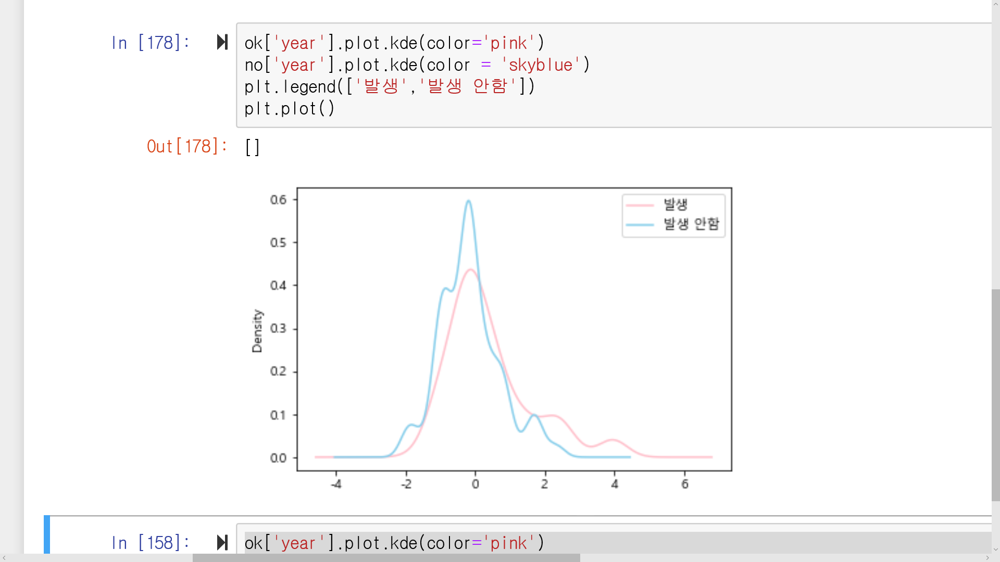 In [178]:
ok['year'].plot.kde(color='pink')
no['year'].plot.kde(color = 'skyblue')
plt.legend(['발생','발생 안함'])
plt.plot()
Out[178]: []
0.6
0.5
0.4
0.3
0.2
0.1
0.0
Density
발생
발생 안함
-4 -2 0 2 4 6
In [158]: ok['year'].plot.kde(color='pink')